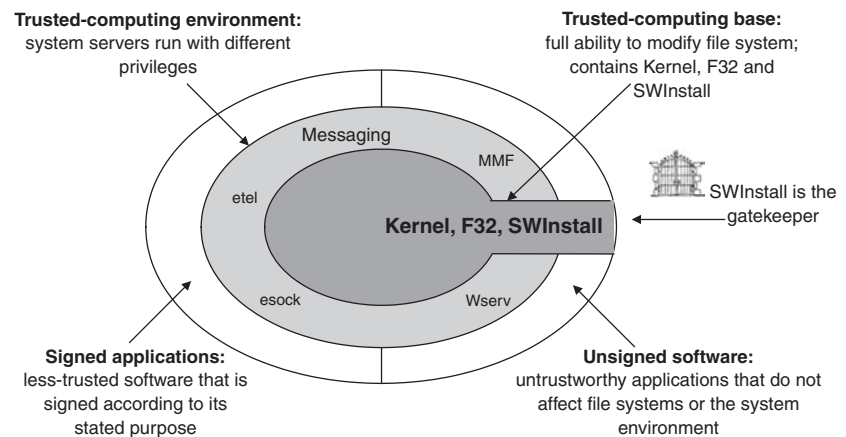 Trusted-computing environment:
system servers run with different
privileges
Trusted-computing base:
full ability to modify file system;
contains Kernel, F32 and
SWInstall
Messaging
MMF
etel
SWInstall is the
gatekeeper
Kernel, F32, SWInstall
esock
Wserv
Signed applications:
less-trusted software that is
signed according to its
stated purpose
Unsigned software:
untrustworthy applications that do not
affect file systems or the system
environment